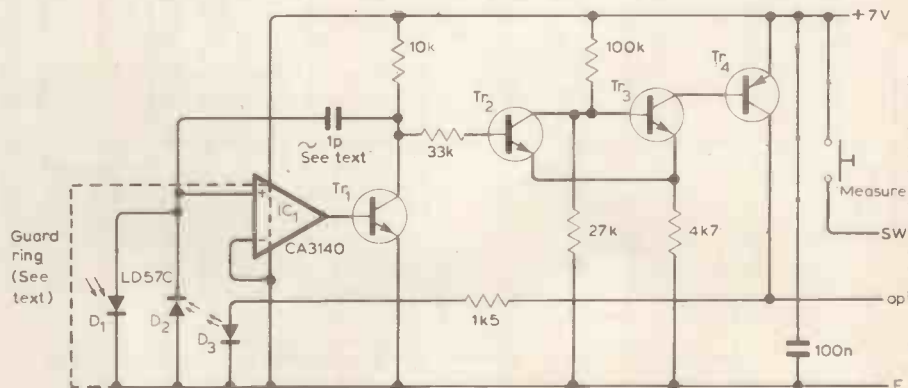 +7V
10k
100k
Tr4
Tr3
Tr2
~ 1p
See text
33k
Measure
Tr1
+
IC1
−
CA3140
SW
Guard
ring
(See
text)
LD57C
27k
4k7
D1
D2
D3
1k5
op
100n
E